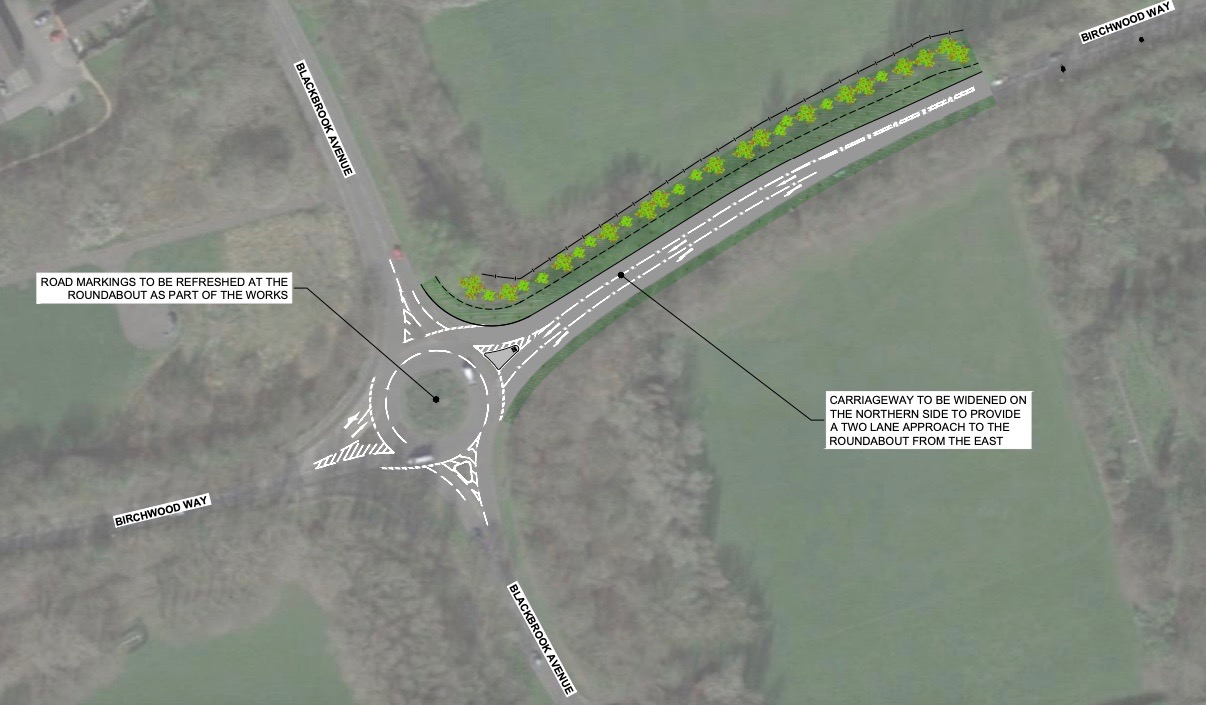 BIRCHWOOD WAY
BLACKBROOK AVENUE
ROAD MARKINGS TO BE REFRESHED AT THE
ROUNDABOUT AS PART OF THE WORKS
CARRIAGEWAY TO BE WIDENED ON
THE NORTHERN SIDE TO PROVIDE
A TWO LANE APPROACH TO THE
ROUNDABOUT FROM THE EAST
BIRCHWOOD WAY
BLACKBROOK AVENUE